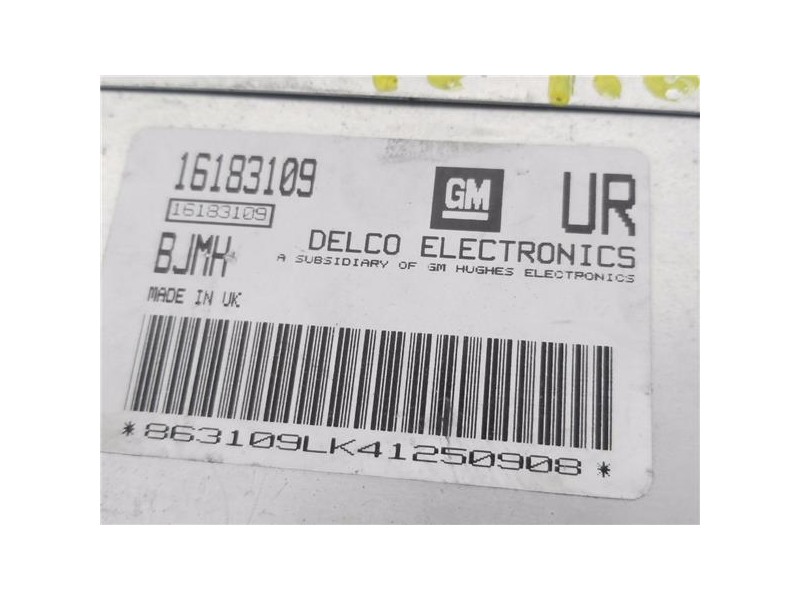 16183109
GM
UR
16183109
DELCO ELECTRONICS
BJMK
A SUBSIDIARY OF GM HUGHES ELECTRONICS
MADE IN UK
*863109LK41250908*